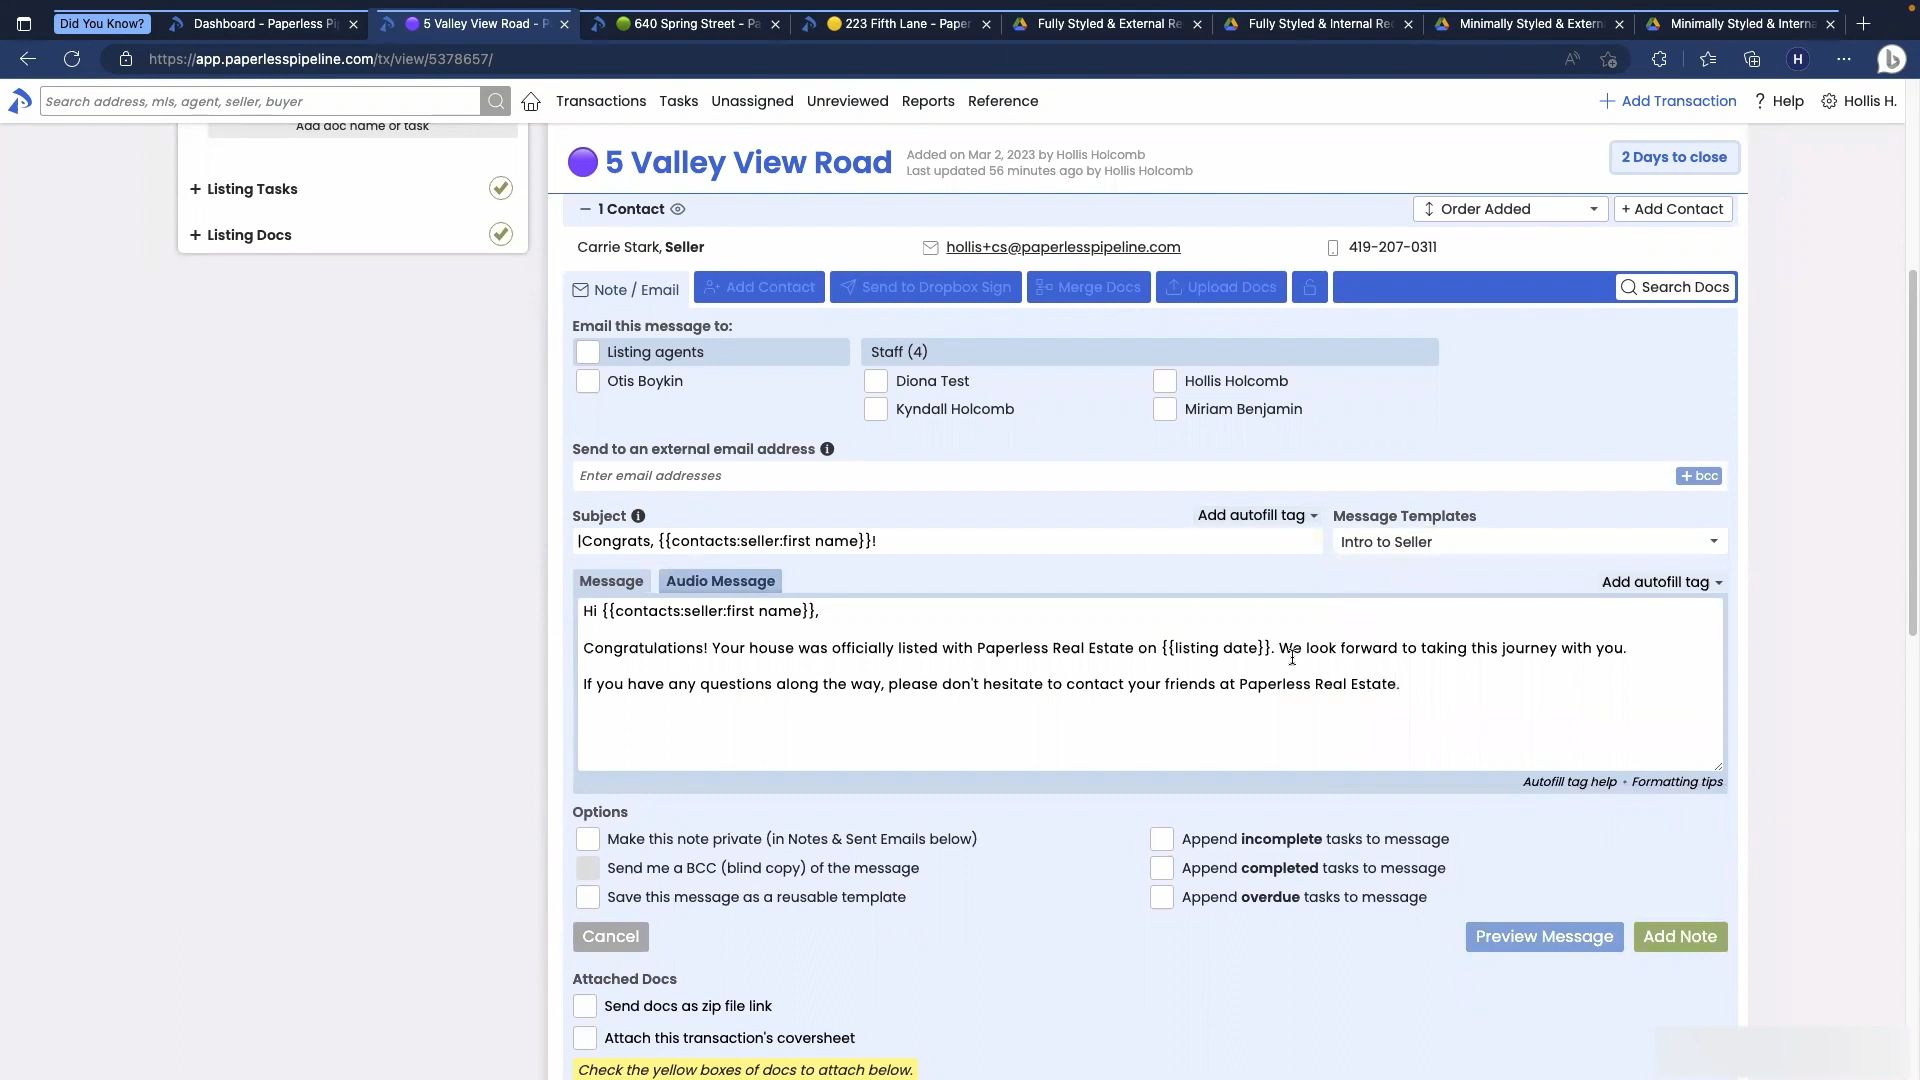 Did You Know?
Dashboard - Paperless Pi
5 Valley View Road - P
640 Spring Street - Pa
223 Fifth Lane - Paper
Fully Styled & External Re
Fully Styled & Internal Re
Minimally Styled & Extern
Minimally Styled & Interna
https://app.paperlesspipeline.com/tx/view/5378657/
H
Search address, mls, agent, seller, buyer
Transactions
Tasks
Unassigned
Unreviewed
Reports
Reference
Add Transaction
? Help
Hollis H.
Add doc name or task
+ Listing Tasks
+ Listing Docs
5 Valley View Road
Added on Mar 2, 2023 by Hollis Holcomb
Last updated 56 minutes ago by Hollis Holcomb
2 Days to close
1 Contact
Order Added
+ Add Contact
Carrie Stark, Seller
hollis+cs@paperlesspipeline.com
419-207-0311
Note / Email
Add Contact
Send to Dropbox Sign
Merge Docs
Upload Docs
Search Docs
Email this message to:
Listing agents
Staff (4)
Otis Boykin
Diona Test
Hollis Holcomb
Kyndall Holcomb
Miriam Benjamin
Send to an external email address
Enter email addresses
+ bcc
Subject
Add autofill tag
Message Templates
Congrats, {{contacts:seller:first name}}!
Intro to Seller
Message
Audio Message
Add autofill tag
Hi {{contacts:seller:first name}},
Congratulations! Your house was officially listed with Paperless Real Estate on {{listing date}}. We look forward to taking this journey with you.
If you have any questions along the way, please don't hesitate to contact your friends at Paperless Real Estate.
Autofill tag help • Formatting tips
Options
Make this note private (in Notes & Sent Emails below)
Append incomplete tasks to message
Send me a BCC (blind copy) of the message
Append completed tasks to message
Save this message as a reusable template
Append overdue tasks to message
Cancel
Preview Message
Add Note
Attached Docs
Send docs as zip file link
Attach this transaction's coversheet
Check the yellow boxes of docs to attach below.